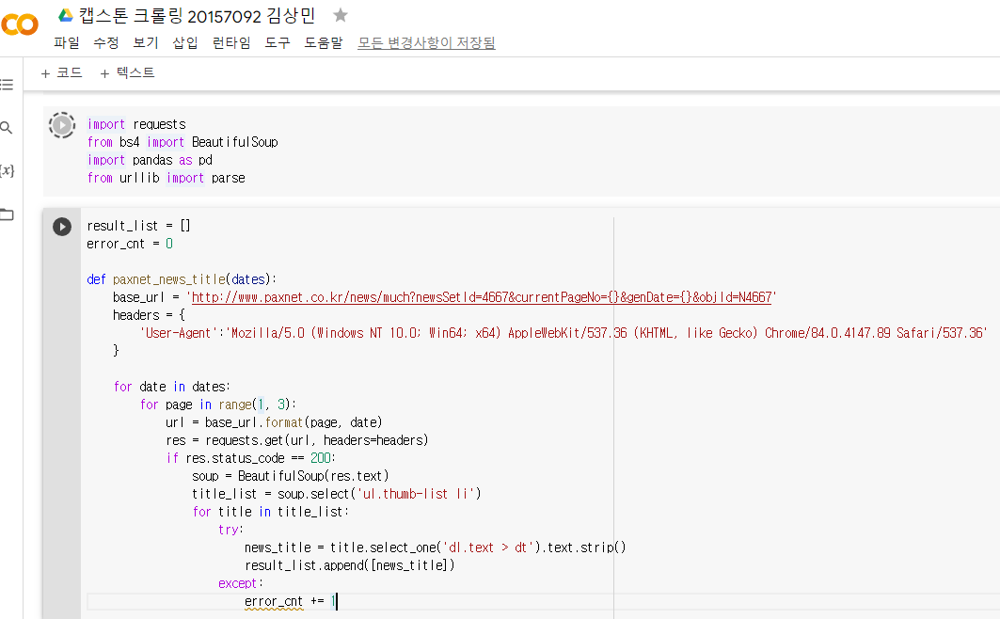 캡스톤 크롤링 20157092 김상민
파일 수정 보기 삽입 런타임 도구 도움말 모든 변경사항이 저장됨
+ 코드 + 텍스트
{x}
import requests
from bs4 import BeautifulSoup
import pandas as pd
from urllib import parse
result_list = []
error_cnt = 0
def paxnet_news_title(dates):
    base_url = 'http://www.paxnet.co.kr/news/much?newsSetId=4667&currentPageNo={}&genDate={}&objId=N4667'
    headers = {
        'User-Agent':'Mozilla/5.0 (Windows NT 10.0; Win64; x64) AppleWebKit/537.36 (KHTML, like Gecko) Chrome/84.0.4147.89 Safari/537.36'
    }
    for date in dates:
        for page in range(1, 3):
            url = base_url.format(page, date)
            res = requests.get(url, headers=headers)
            if res.status_code == 200:
                soup = BeautifulSoup(res.text)
                title_list = soup.select('ul.thumb-list li')
                for title in title_list:
                    try:
                        news_title = title.select_one('dl.text > dt').text.strip()
                        result_list.append([news_title])
                    except:
                        error_cnt += 1